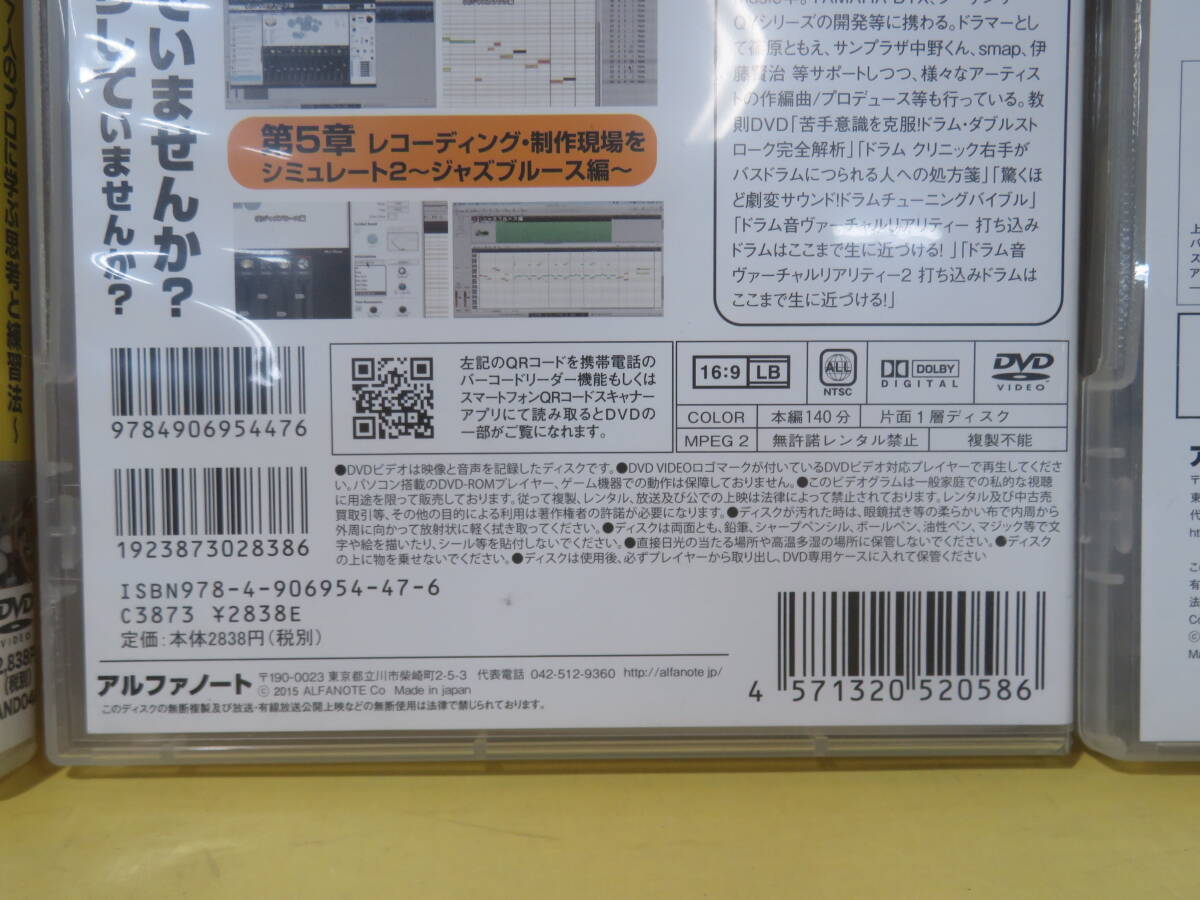 へ人のプロに学ぶ思考と練習法〜
いませんか?
していませんか?
第5章 レコーディング・制作現場を
シミュレート2〜ジャズブルース編〜
QYシリーズの開発等に携わる。ドラマーとし
て篠原ともえ、サンプラザ中野くん、smap、伊
藤賢治 等サポートしつつ、様々なアーティス
トの作編曲/プロデュース等も行っている。教
則DVD「苦手意識を克服!ドラム・ダブルスト
ローク完全解析」「ドラム クリニック右手が
バスドラムにつられる人への処方箋」「驚くほ
ど劇変サウンド!ドラムチューニングバイブル」
「ドラム音ヴァーチャルリアリティー 打ち込み
ドラムはここまで生に近づける!」「ドラム音
ヴァーチャルリアリティー2 打ち込みドラムは
ここまで生に近づける!」
9784906954476
1923873028386
左記のQRコードを携帯電話の
バーコードリーダー機能もしくは
スマートフォンQRコードスキャナー
アプリにて読み取るとDVDの
一部がご覧になれます。
16:9 LB
ALL
NTSC
DOLBY
DIGITAL
DVD
VIDEO
COLOR 本編140分 片面1層ディスク
MPEG 2 無許諾レンタル禁止 複製不能
●DVDビデオは映像と音声を記録したディスクです。●DVD VIDEOロゴマークが付いているDVDビデオ対応プレイヤーで再生してくださ
い。パソコン搭載のDVD-ROMプレイヤー、ゲーム機器での動作は保障しておりません。●このビデオグラムは一般家庭での私的な視聴
に用途を限って販売しております。従って複製、レンタル、放送及び公での上映は法律によって禁止されております。レンタル及び中古売
買取引等、その他の目的による利用は著作権者の許諾が必要になります。●ディスクが汚れた時は、眼鏡拭き等の柔らかい布で内周から
外周に向かって放射状に軽く拭き取ってください。●ディスクは両面とも、鉛筆、シャープペンシル、ボールペン、油性ペン、マジック等で文
字や絵を描いたり、シール等を貼付しないでください。●直接日光の当たる場所や高温多湿の場所に保管しないでください。●ディスク
の上に物を乗せないでください。●ディスクは使用後、必ずプレイヤーから取り出し、DVD専用ケースに入れて保管ください
ISBN978-4-906954-47-6
C3873 ¥2838E
定価:本体2838円(税別)
アルファノート
〒190-0023 東京都立川市柴崎町2-5-3 代表電話 042-512-9360 http://alfanote.jp/
© 2015 ALFANOTE Co Made in japan
このディスクの無断複製及び放送・有線放送公開上映などの無断使用は法律で禁じられております。
4 571320 520586
DVD
VIDEO
2,838円
(税別)